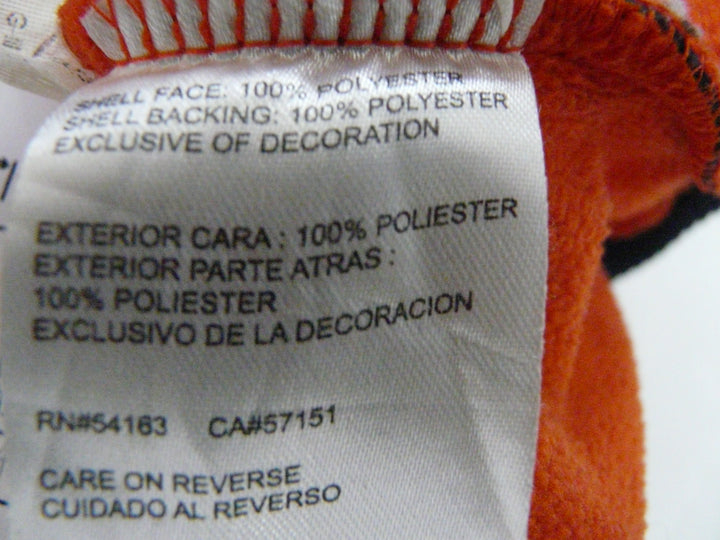 SHELL FACE: 100% POLYESTER
SHELL BACKING: 100% POLYESTER
EXCLUSIVE OF DECORATION
EXTERIOR CARA : 100% POLIESTER
EXTERIOR PARTE ATRAS :
100% POLIESTER
EXCLUSIVO DE LA DECORACION
RN#54163 CA#57151
CARE ON REVERSE
CUIDADO AL REVERSO